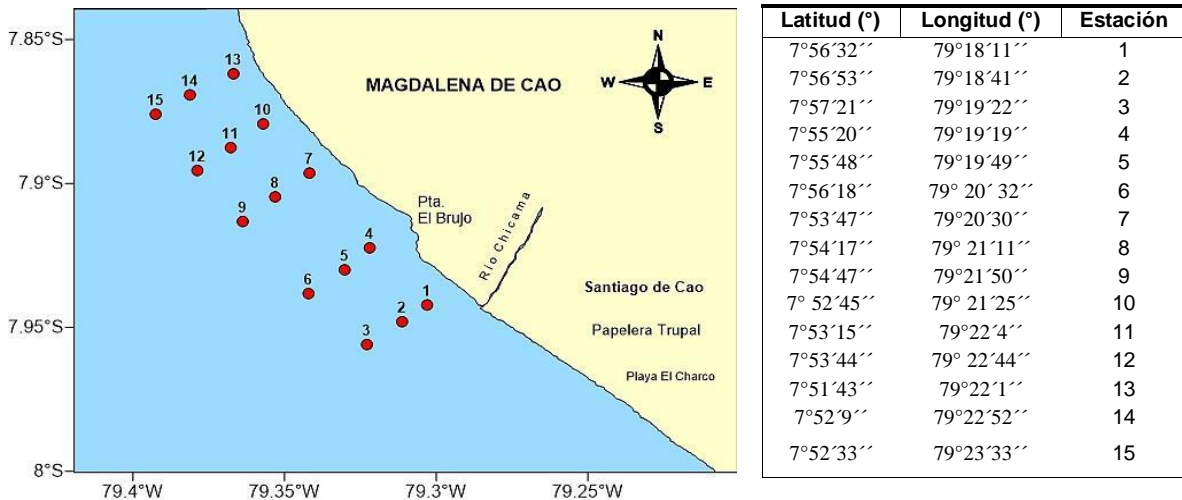 7.85°S
7.9°S
7.95°S
8°S
79.4°W
79.35°W
79.3°W
79.25°W
13
14
15
10
11
12
7
8
9
4
5
6
1
2
3
MAGDALENA DE CAO
N
W
E
S
Pta.
El Brujo
Río Chicama
Santiago de Cao
Papelera Trupal
Playa El Charco
Latitud (°) Longitud (°) Estación
7°56´32´´ 79°18´11´´ 1
7°56´53´´ 79°18´41´´ 2
7°57´21´´ 79°19´22´´ 3
7°55´20´´ 79°19´19´´ 4
7°55´48´´ 79°19´49´´ 5
7°56´18´´ 79° 20´ 32´´ 6
7°53´47´´ 79°20´30´´ 7
7°54´17´´ 79° 21´11´´ 8
7°54´47´´ 79°21´50´´ 9
7° 52´45´´ 79° 21´25´´ 10
7°53´15´´ 79°22´4´´ 11
7°53´44´´ 79° 22´44´´ 12
7°51´43´´ 79°22´1´´ 13
7°52´9´´ 79°22´52´´ 14
7°52´33´´ 79°23´33´´ 15